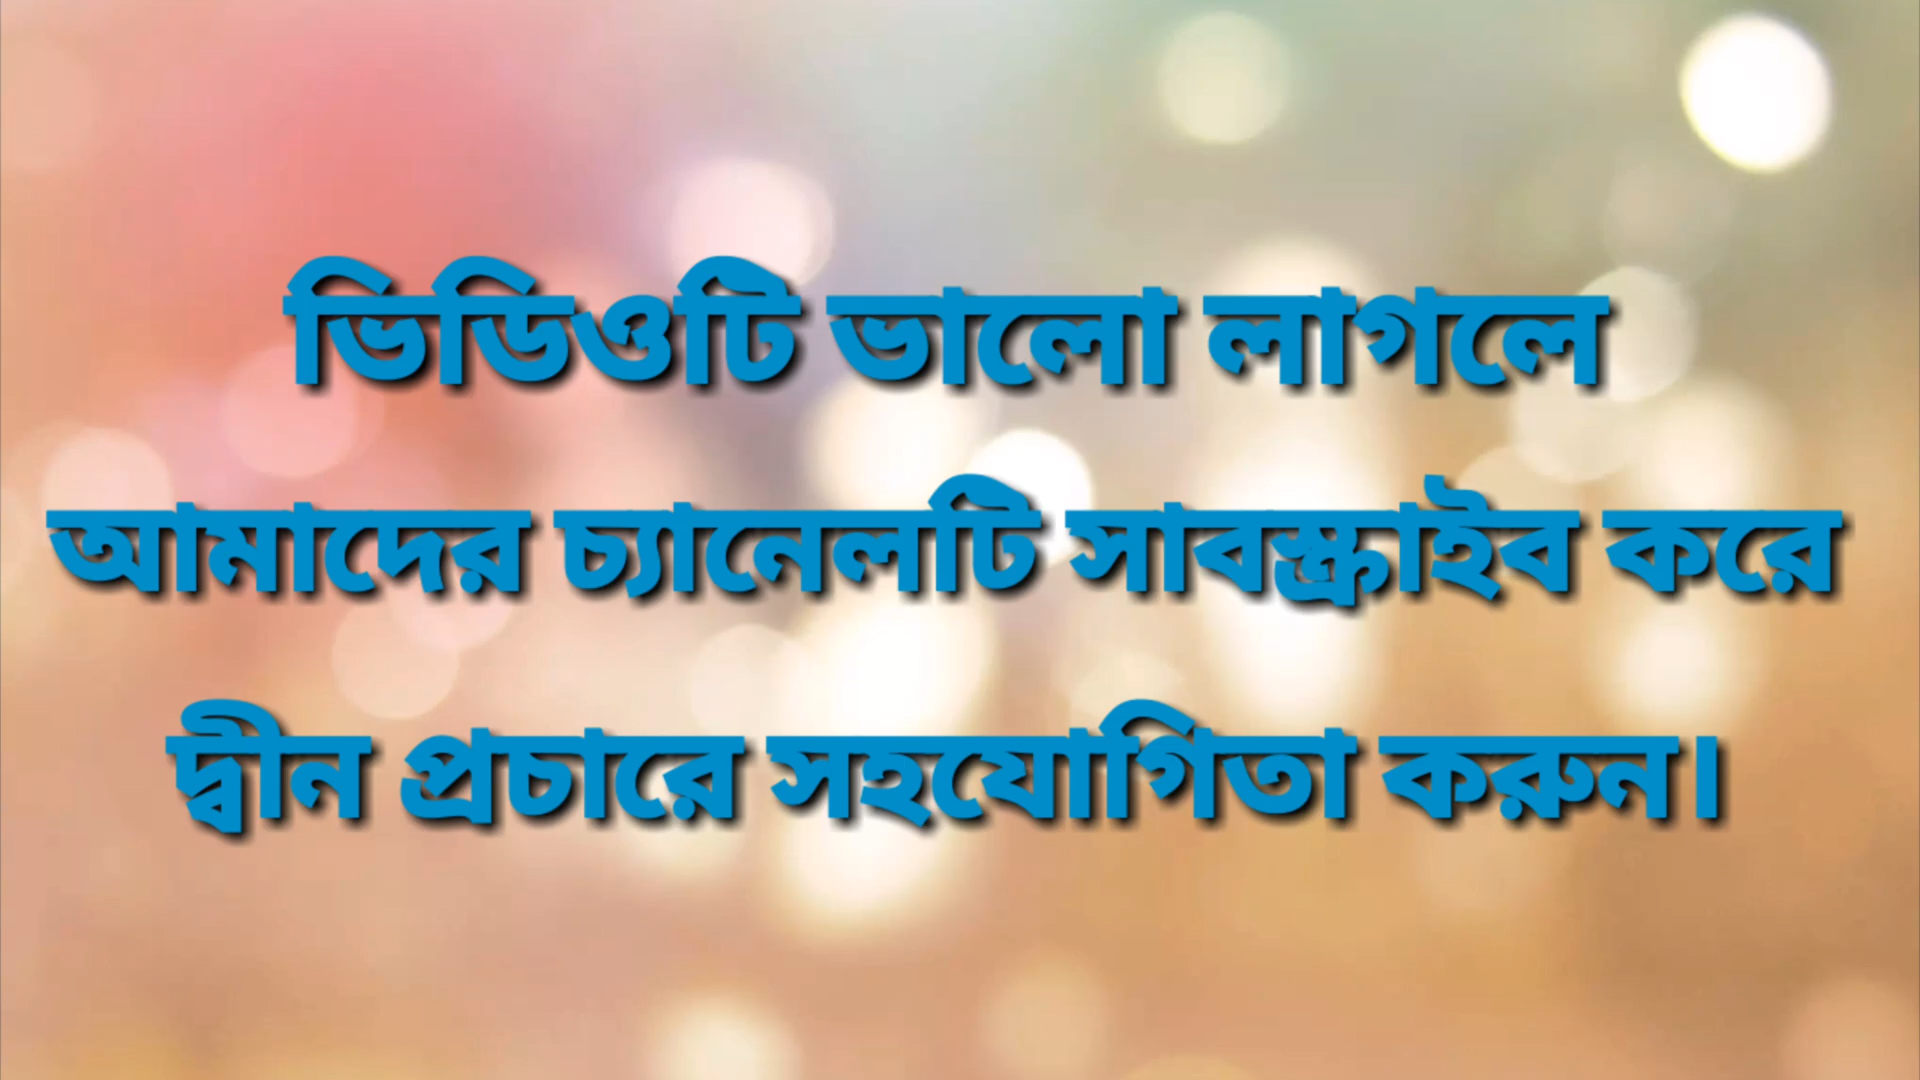 ভিডিওটি ভালো লাগলে
আমাদের চ্যানেলটি সাবস্ক্রাইব করে
দ্বীন প্রচারে সহযোগিতা করুন।